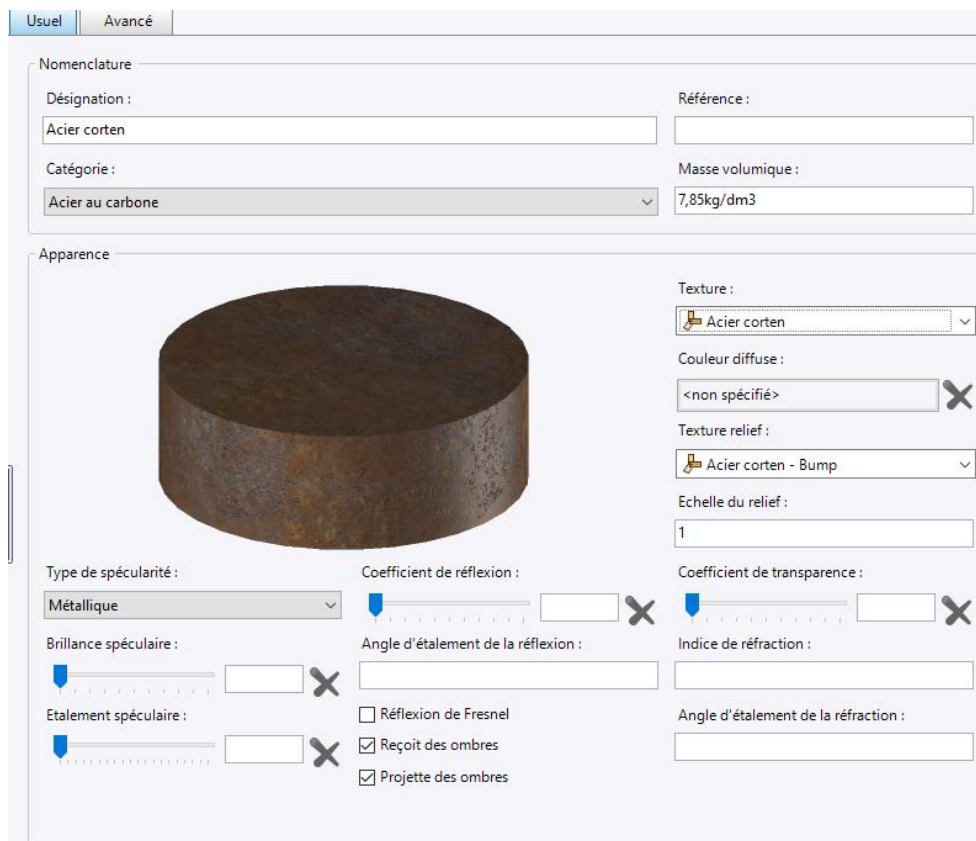 Usuel Avancé
Nomenclature
Désignation : Référence :
Acier corten
Catégorie : Masse volumique :
Acier au carbone 7,85kg/dm3
Apparence
Texture :
Acier corten
Couleur diffuse :
<non spécifié>
Texture relief :
Acier corten - Bump
Echelle du relief :
1
Type de spécularité : Coefficient de réflexion : Coefficient de transparence :
Métallique
Brillance spéculaire : Angle d'étalement de la réflexion : Indice de réfraction :
Etalement spéculaire : Réflexion de Fresnel Angle d'étalement de la réfraction :
Reçoit des ombres
Projette des ombres